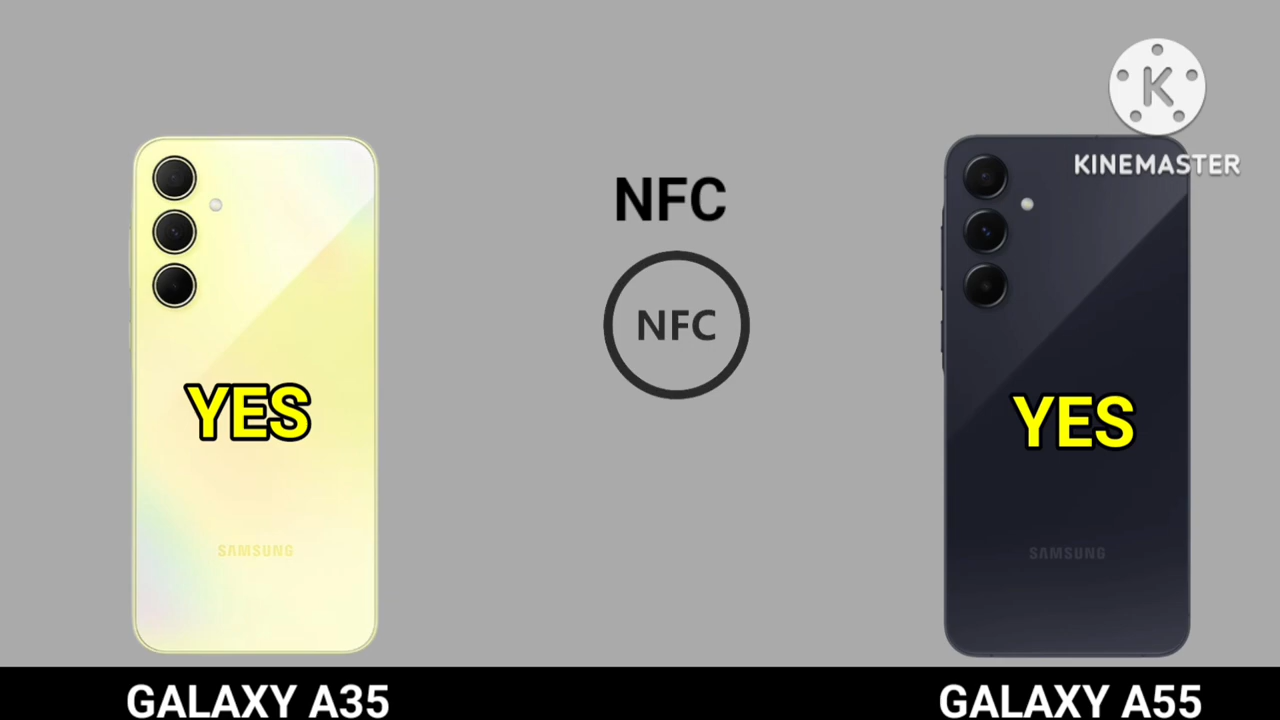 K
KINEMASTER
NFC
NFC
YES
YES
SAMSUNG
SAMSUNG
GALAXY A35
GALAXY A55